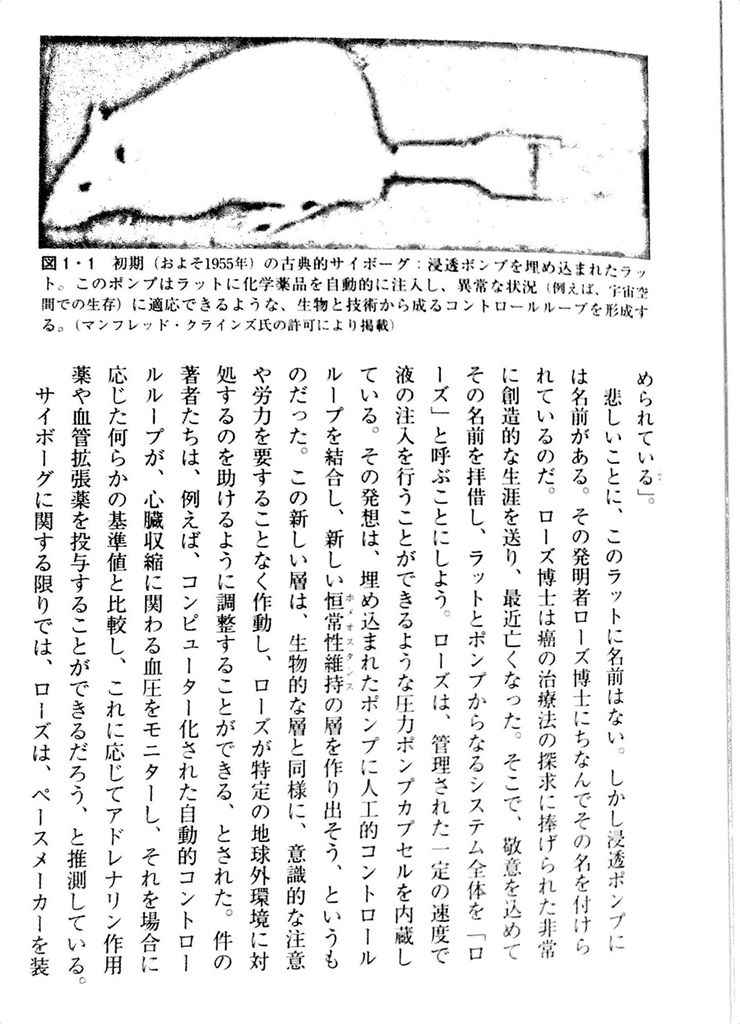 図1・1　初期（およそ1955年）の古典的サイボーグ：浸透ポンプを埋め込まれたラッ
ト。このポンプはラットに化学薬品を自動的に注入し、異常な状況（例えば、宇宙空
間での生存）に適応できるような、生物と技術から成るコントロールループを形成す
る。（マンフレッド・クラインズ氏の許可により掲載）
められている」。
　悲しいことに、このラットに名前はない。しかし浸透ポンプに
は名前がある。その発明者ローズ博士にちなんでその名を付けら
れているのだ。ローズ博士は癌の治療法の探求に捧げられた非常
に創造的な生涯を送り、最近亡くなった。そこで、敬意を込めて
その名前を拝借し、ラットとポンプからなるシステム全体を「ロ
ーズ」と呼ぶことにしよう。ローズは、管理された一定の速度で
液の注入を行うことができるような圧力ポンプカプセルを内蔵し
ている。その発想は、埋め込まれたポンプに人工的コントロール
ループを結合し、新しい恒常性維持ホメオスタシスの層を作り出そう、というも
のだった。この新しい層は、生物的な層と同様に、意識的な注意
や労力を要することなく作動し、ローズが特定の地球外環境に対
処するのを助けるように調整することができる、とされた。件の
著者たちは、例えば、コンピューター化された自動的コントロー
ルループが、心臓収縮に関わる血圧をモニターし、それを場合に
応じた何らかの基準値と比較し、これに応じてアドレナリン作用
薬や血管拡張薬を投与することができるだろう、と推測している。
　サイボーグに関する限りでは、ローズは、ペースメーカーを装